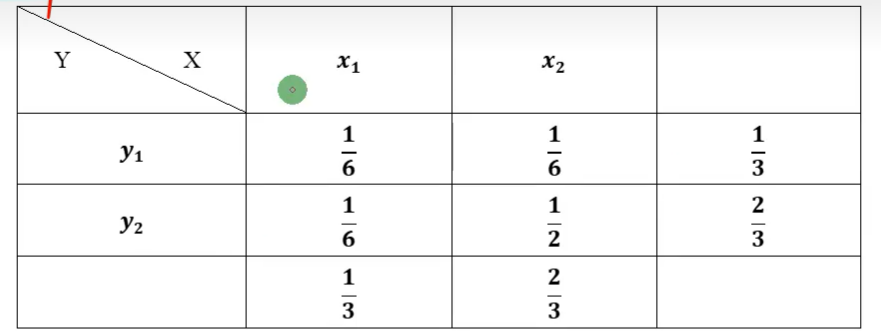 Y X x₁ x₂
y₁ 1/6 1/6 1/3
y₂ 1/6 1/2 2/3
1/3 2/3